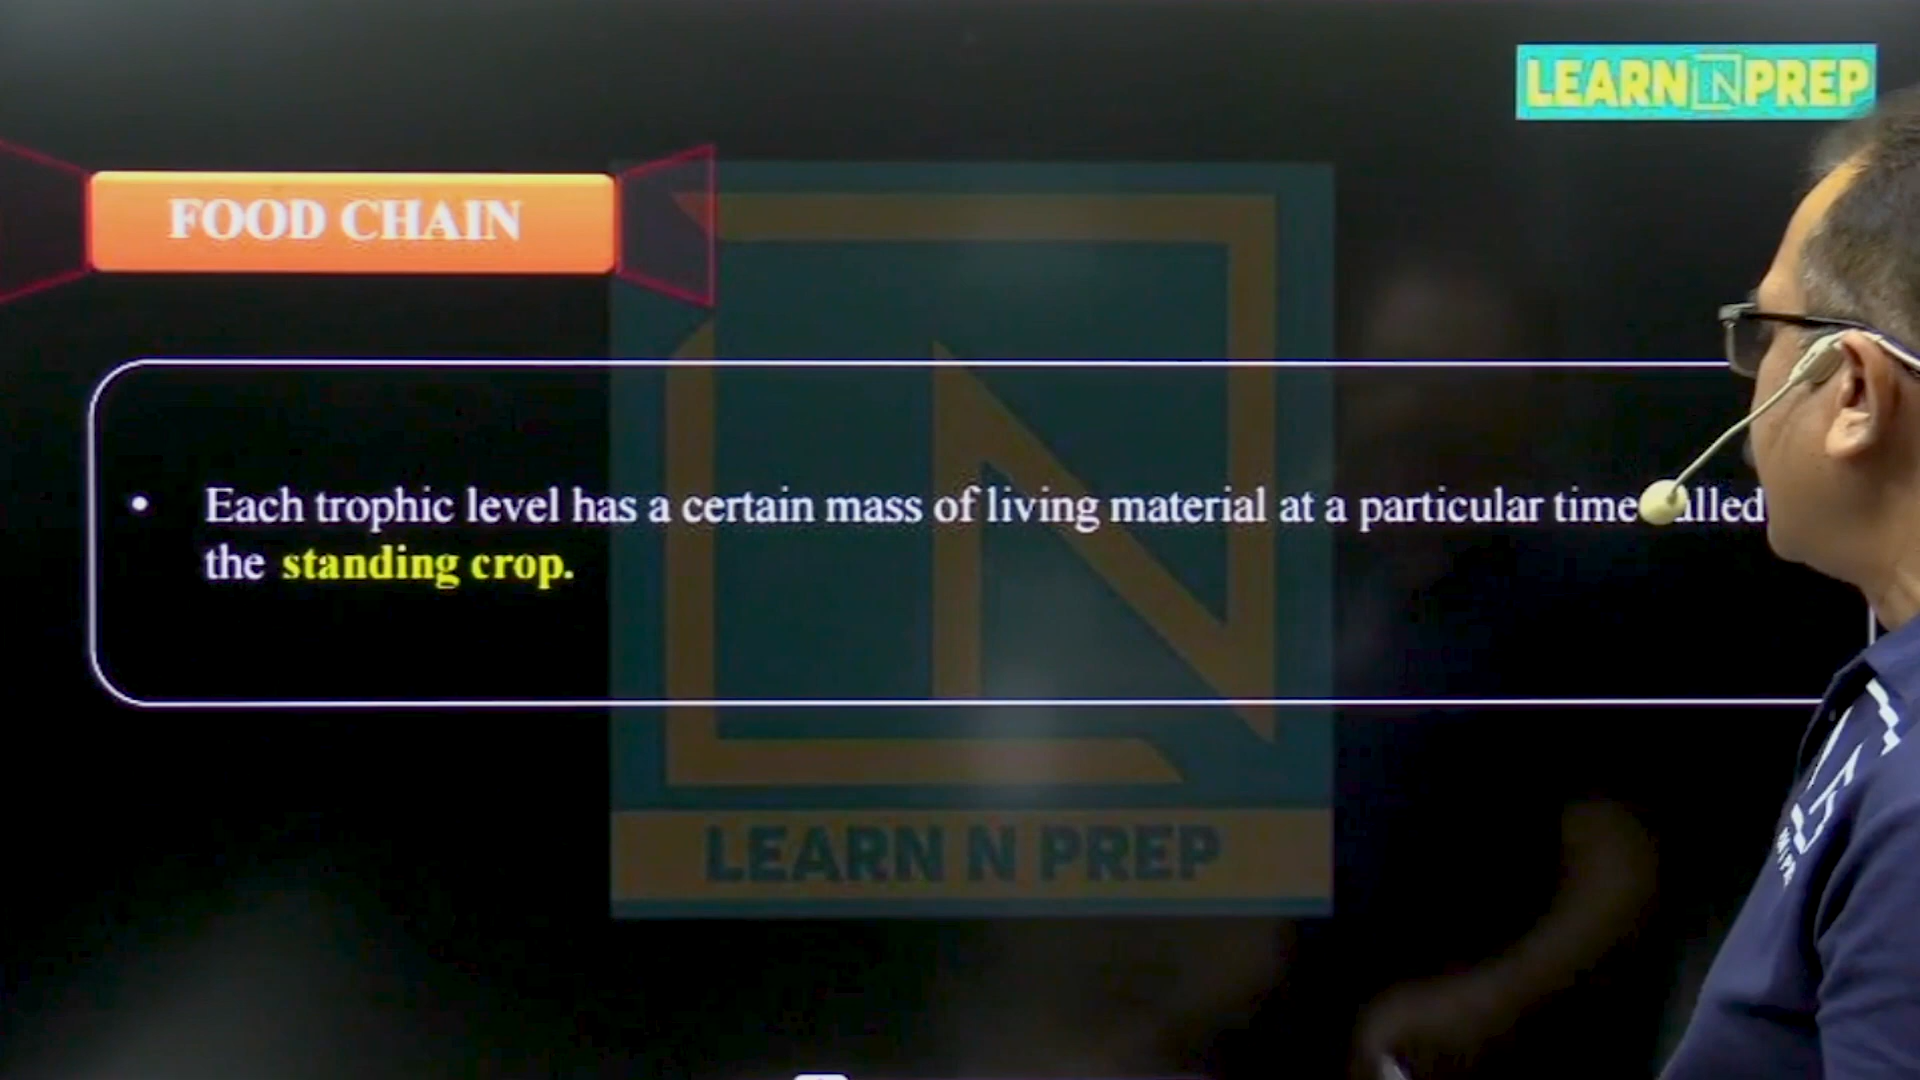 LEARN N PREP
FOOD CHAIN
• Each trophic level has a certain mass of living material at a particular time
the standing crop.
LEARN N PREP